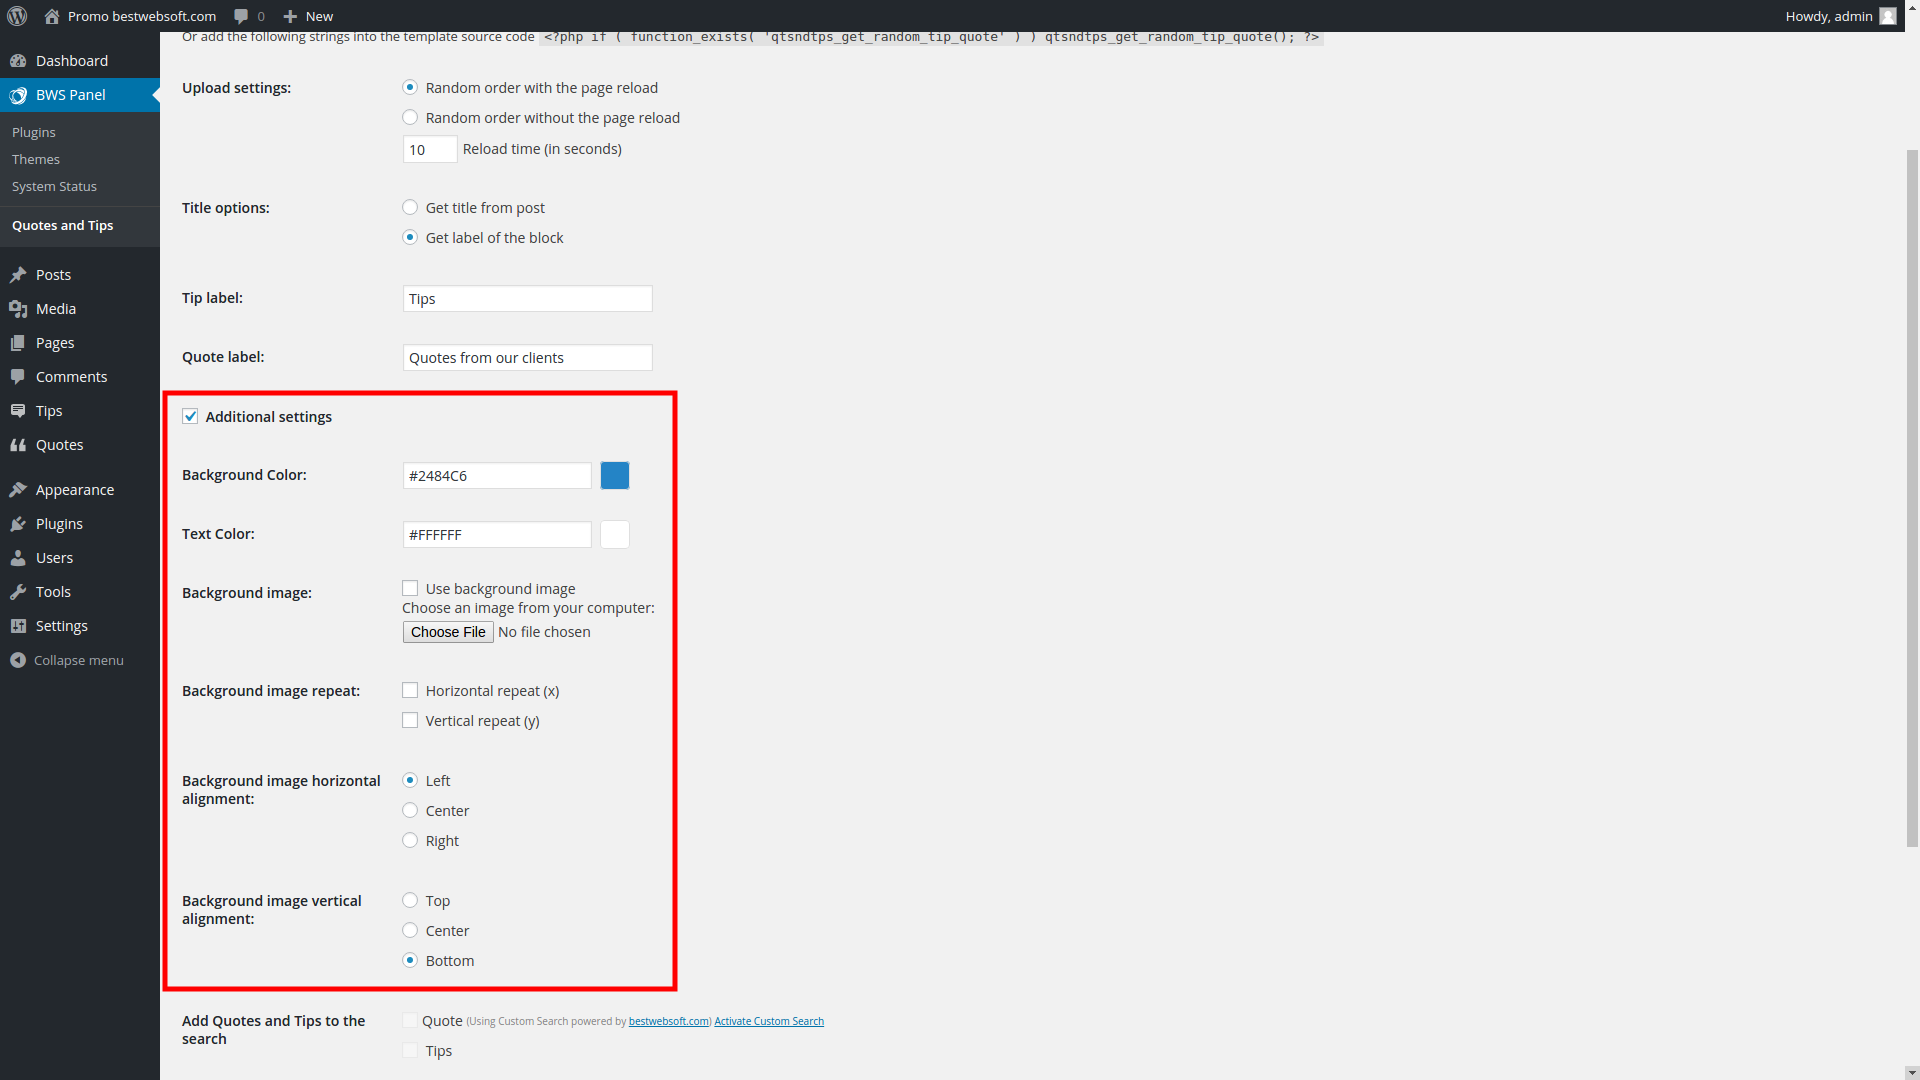 Promo bestwebsoft.com
0
New
Howdy, admin
Dashboard
BWS Panel
Plugins
Themes
System Status
Quotes and Tips
Posts
Media
Pages
Comments
Tips
Quotes
Appearance
Plugins
Users
Tools
Settings
Collapse menu
Or add the following strings into the template source code <?php if ( function_exists( 'qtsndtps_get_random_tip_quote' ) ) qtsndtps_get_random_tip_quote(); ?>
Upload settings:
Random order with the page reload
Random order without the page reload
10 Reload time (in seconds)
Title options:
Get title from post
Get label of the block
Tip label:
Tips
Quote label:
Quotes from our clients
Additional settings
Background Color:
#2484C6
Text Color:
#FFFFFF
Background image:
Use background image
Choose an image from your computer:
Choose File No file chosen
Background image repeat:
Horizontal repeat (x)
Vertical repeat (y)
Background image horizontal
alignment:
Left
Center
Right
Background image vertical
alignment:
Top
Center
Bottom
Add Quotes and Tips to the
search
Quote (Using Custom Search powered by bestwebsoft.com) Activate Custom Search
Tips